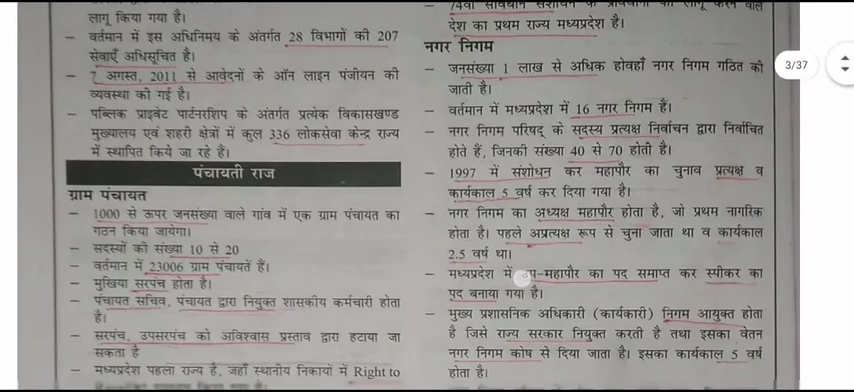 लागू किया गया है।
– वर्तमान में इस अधिनिमय के अंतर्गत 28 विभागों की 207
सेवाएँ अधिसूचित है।
– 7 अगस्त, 2011 से आवेदनों के ऑन लाइन पंजीयन की
व्यवस्था की गई है।
– पब्लिक प्राइवेट पार्टनरशिप के अंतर्गत प्रत्येक विकासखण्ड
मुख्यालय एवं शहरी क्षेत्रों में कुल 336 लोकसेवा केन्द्र राज्य
में स्थापित किये जा रहे हैं।
पंचायती राज
ग्राम पंचायत
– 1000 से ऊपर जनसंख्या वाले गांव में एक ग्राम पंचायत का
गठन किया जायेगा।
– सदस्यों की संख्या 10 से 20
– वर्तमान में 23006 ग्राम पंचायतें हैं।
– मुखिया सरपंच होता है।
– पंचायत सचिव, पंचायत द्वारा नियुक्त शासकीय कर्मचारी होता
है।
– सरपंच, उपसरपंच को अविश्वास प्रस्ताव द्वारा हटाया जा
सकता है
– मध्यप्रदेश पहला राज्य है, जहाँ स्थानीय निकायों में Right to
– 74वां संविधान संशोधन के प्रावधानों को लागू करने वाले
देश का प्रथम राज्य मध्यप्रदेश है।
नगर निगम
– जनसंख्या 1 लाख से अधिक होवहाँ नगर निगम गठित की
जाती है।
– वर्तमान में मध्यप्रदेश में 16 नगर निगम हैं।
– नगर निगम परिषद् के सदस्य प्रत्यक्ष निर्वाचन द्वारा निर्वाचित
होते हैं, जिनकी संख्या 40 से 70 होती है।
– 1997 में संशोधन कर महापौर का चुनाव प्रत्यक्ष व
कार्यकाल 5 वर्ष कर दिया गया है।
– नगर निगम का अध्यक्ष महापौर होता है, जो प्रथम नागरिक
होता है। पहले अप्रत्यक्ष रूप से चुना जाता था व कार्यकाल
2.5 वर्ष था।
– मध्यप्रदेश में उप-महापौर का पद समाप्त कर स्पीकर का
पद बनाया गया है।
– मुख्य प्रशासनिक अधिकारी (कार्यकारी) निगम आयुक्त होता
है जिसे राज्य सरकार नियुक्त करती है तथा इसका वेतन
नगर निगम कोष से दिया जाता है। इसका कार्यकाल 5 वर्ष
होता है।
3/37